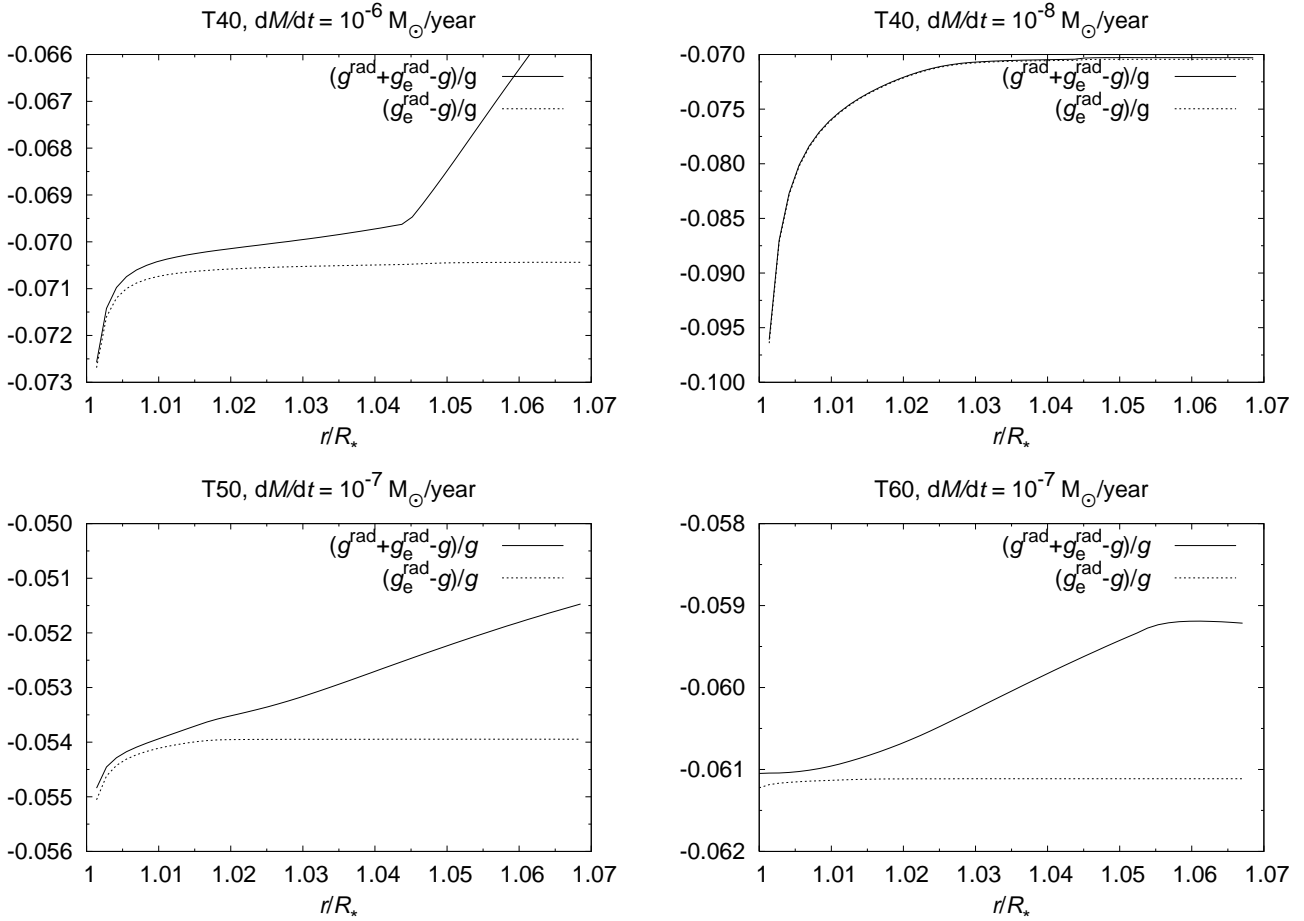 T40, dM/dt = 10^-6 M_⊙/year
-0.066
-0.067
-0.068
-0.069
-0.070
-0.071
-0.072
-0.073
(g^rad+g_e^rad-g)/g
(g_e^rad-g)/g
1 1.01 1.02 1.03 1.04 1.05 1.06 1.07
r/R_*
T40, dM/dt = 10^-8 M_⊙/year
-0.070
-0.075
-0.080
-0.085
-0.090
-0.095
-0.100
(g^rad+g_e^rad-g)/g
(g_e^rad-g)/g
1 1.01 1.02 1.03 1.04 1.05 1.06 1.07
r/R_*
T50, dM/dt = 10^-7 M_⊙/year
-0.050
-0.051
-0.052
-0.053
-0.054
-0.055
-0.056
(g^rad+g_e^rad-g)/g
(g_e^rad-g)/g
1 1.01 1.02 1.03 1.04 1.05 1.06 1.07
r/R_*
T60, dM/dt = 10^-7 M_⊙/year
-0.058
-0.059
-0.060
-0.061
-0.062
(g^rad+g_e^rad-g)/g
(g_e^rad-g)/g
1 1.01 1.02 1.03 1.04 1.05 1.06 1.07
r/R_*